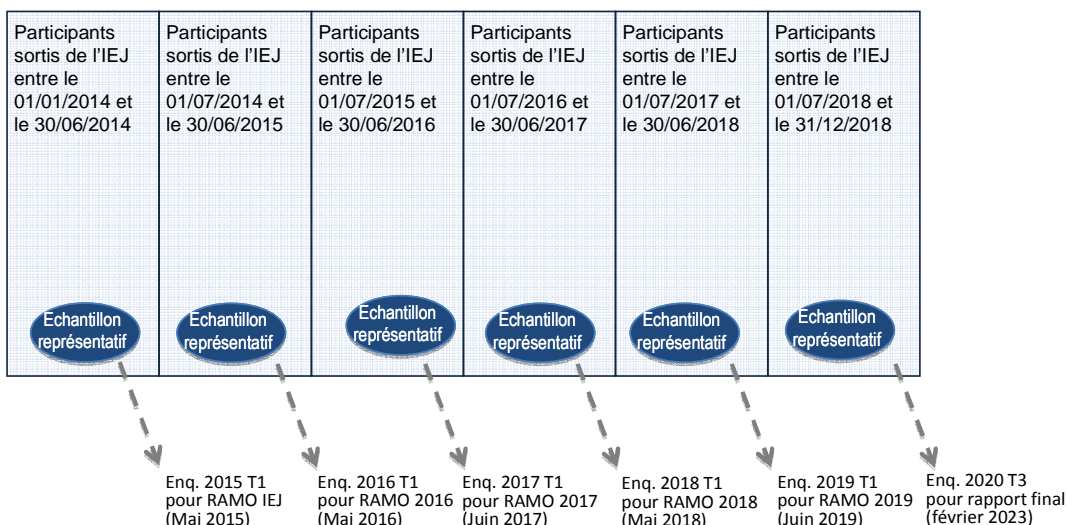 Participants
sortis de l’IEJ
entre le
01/01/2014 et
le 30/06/2014
Participants
sortis de l’IEJ
entre le
01/07/2014 et
le 30/06/2015
Participants
sortis de l’IEJ
entre le
01/07/2015 et
le 30/06/2016
Participants
sortis de l’IEJ
entre le
01/07/2016 et
le 30/06/2017
Participants
sortis de l’IEJ
entre le
01/07/2017 et
le 30/06/2018
Participants
sortis de l’IEJ
entre le
01/07/2018 et
le 31/12/2018
Echantillon
représentatif
Echantillon
représentatif
Echantillon
représentatif
Echantillon
représentatif
Echantillon
représentatif
Echantillon
représentatif
Enq. 2015 T1
pour RAMO IEJ
(Mai 2015)
Enq. 2016 T1
pour RAMO 2016
(Mai 2016)
Enq. 2017 T1
pour RAMO 2017
(Juin 2017)
Enq. 2018 T1
pour RAMO 2018
(Mai 2018)
Enq. 2019 T1
pour RAMO 2019
(Juin 2019)
Enq. 2020 T3
pour rapport final
(février 2023)